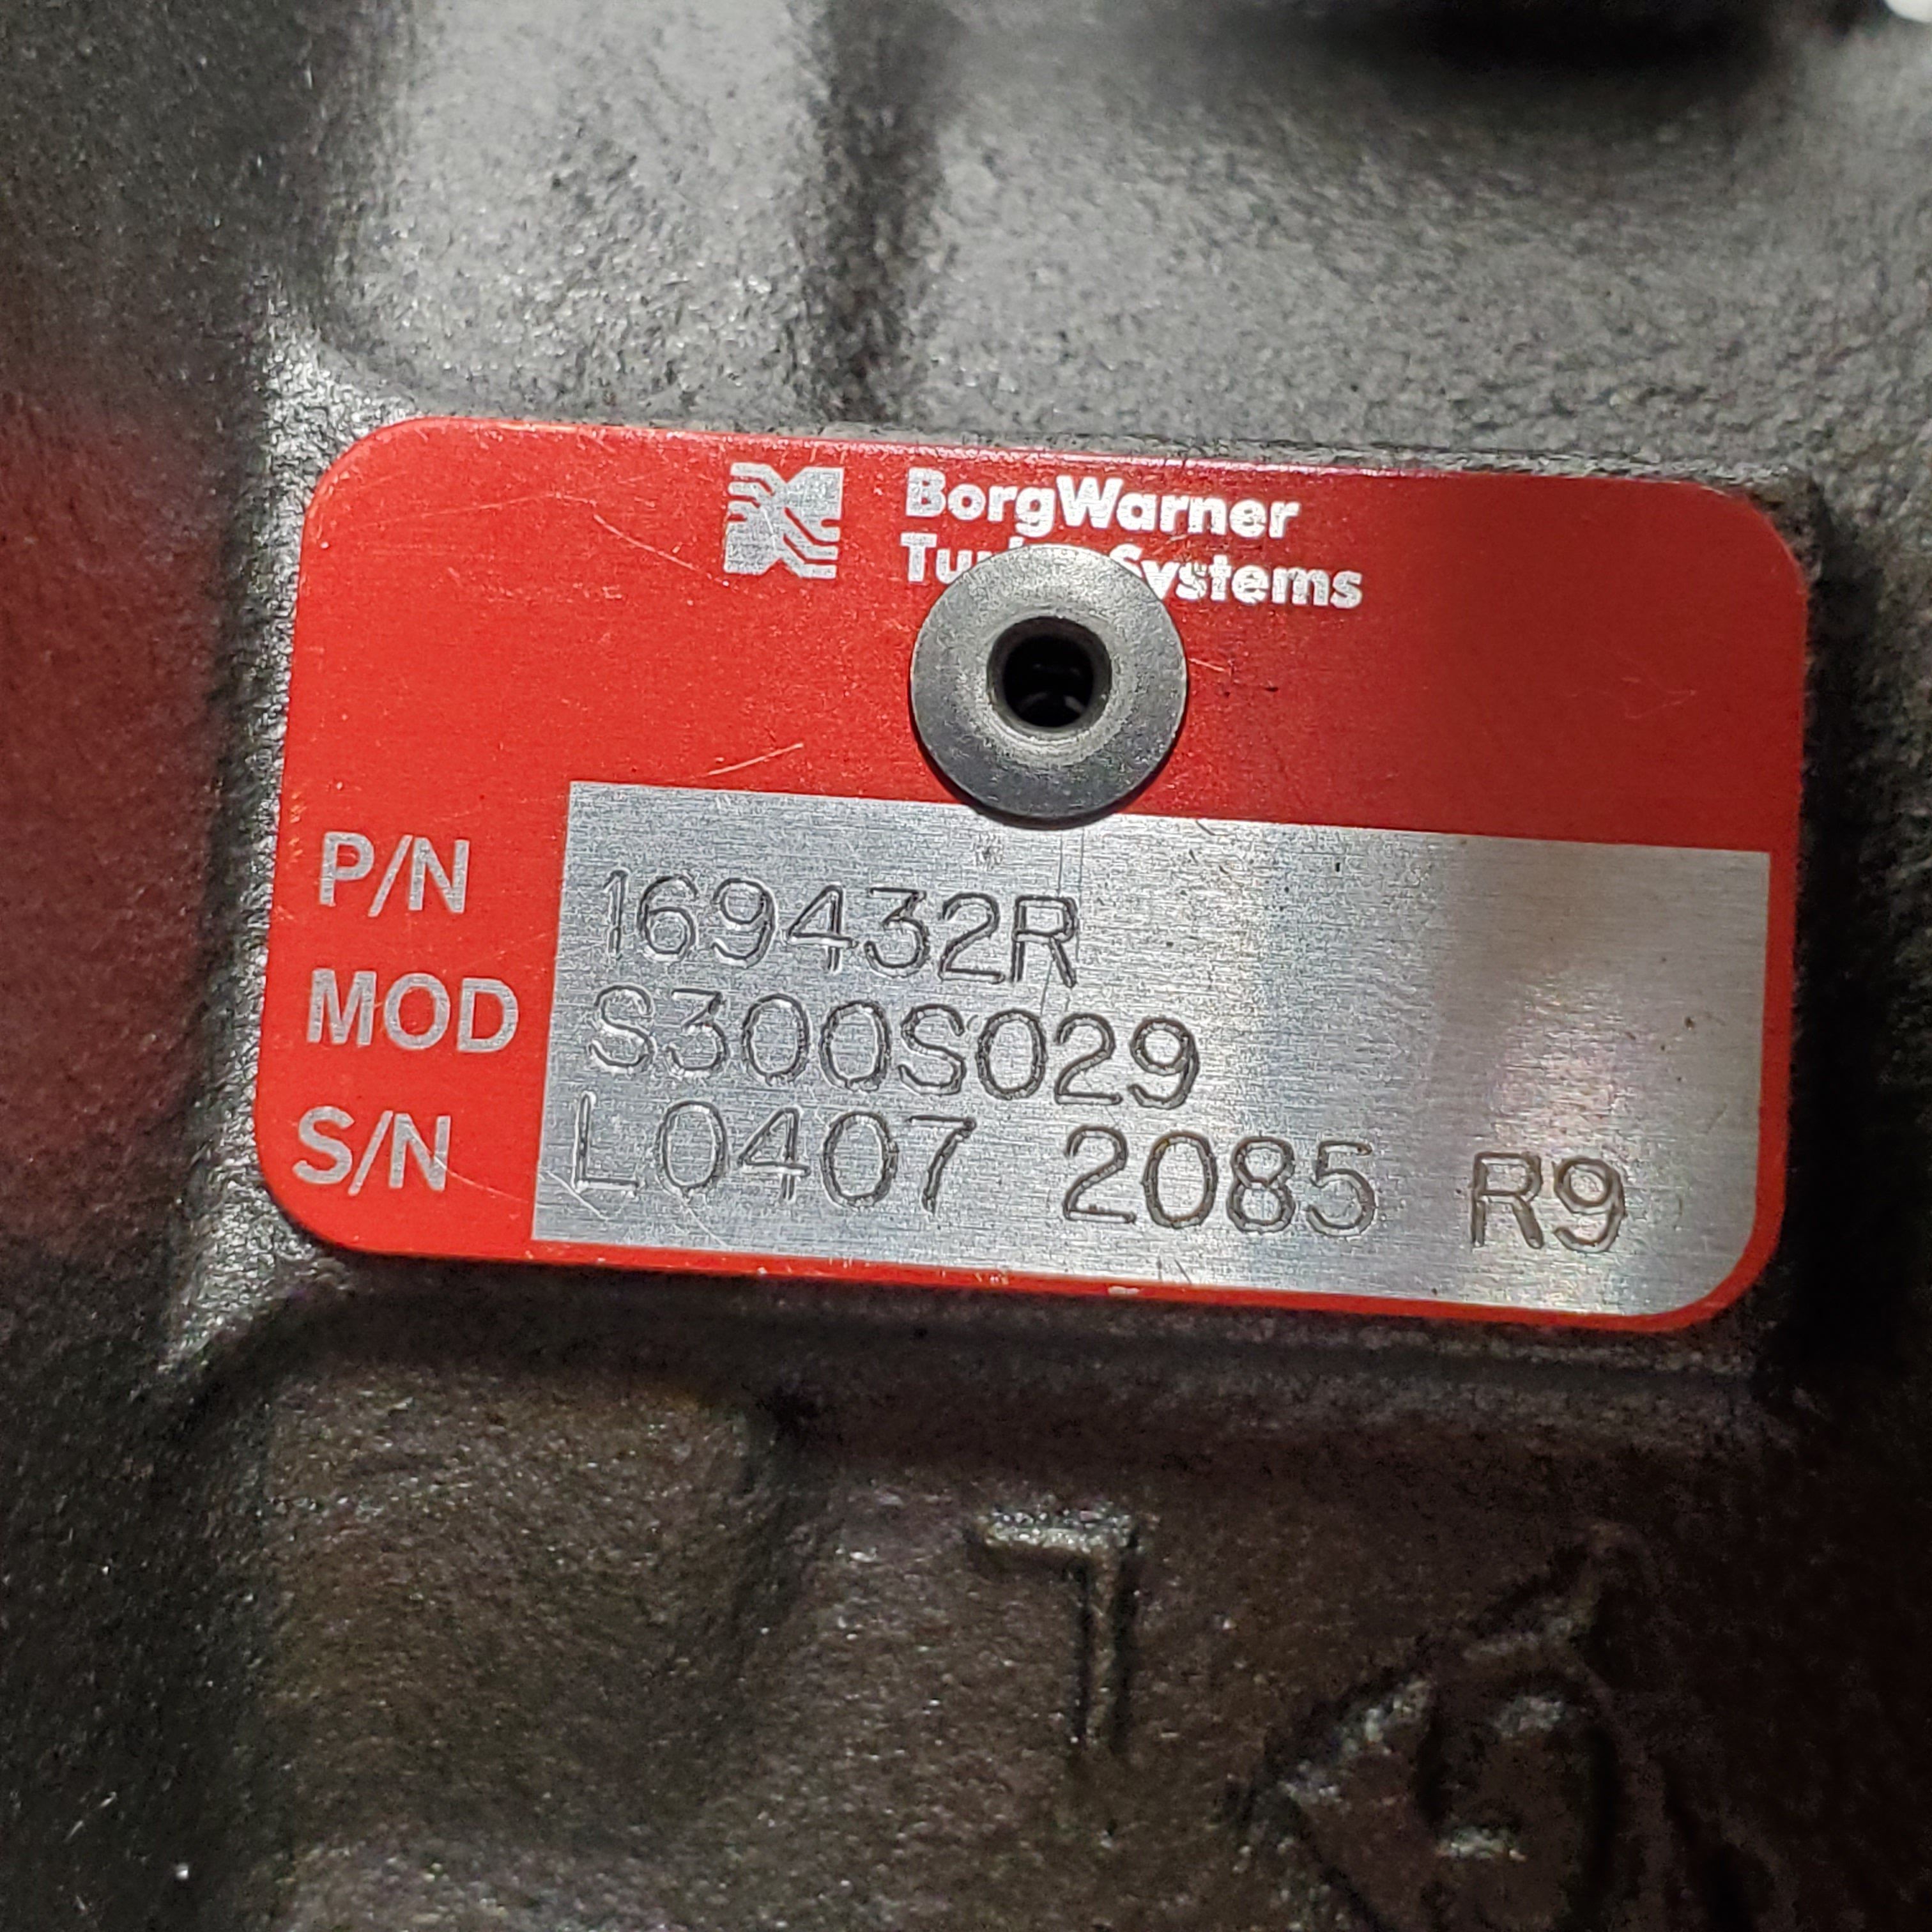 BorgWarner
Systems
P/N 169432R
MOD S300S029
S/N L0407 2085 R9